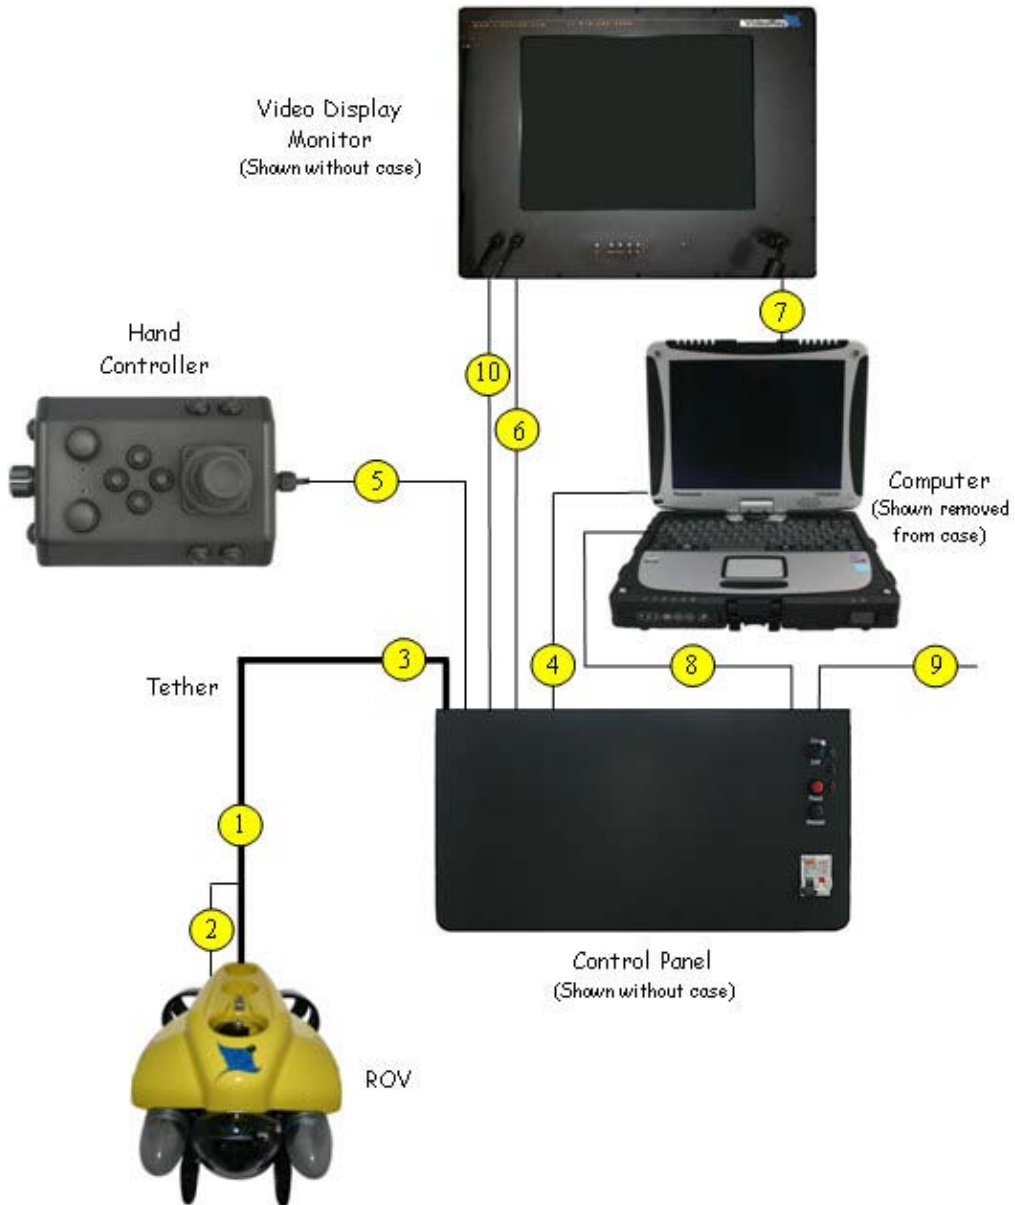 VideoRay
Video Display
Monitor
(Shown without case)
7
Hand
Controller
10
6
5
Computer
(Shown removed
from case)
3
4
8
9
Tether
1
2
Control Panel
(Shown without case)
ROV